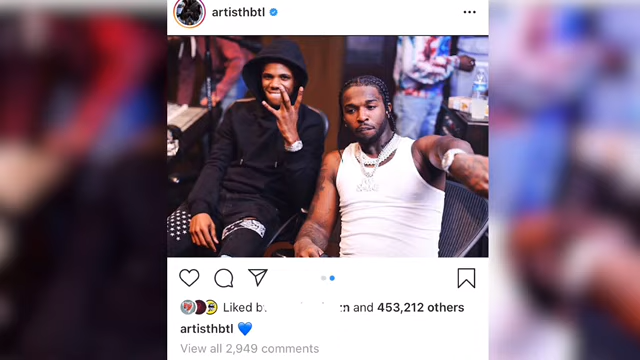 artisthbtl
Liked b and 453,212 others
artisthbtl 💙
View all 2,949 comments